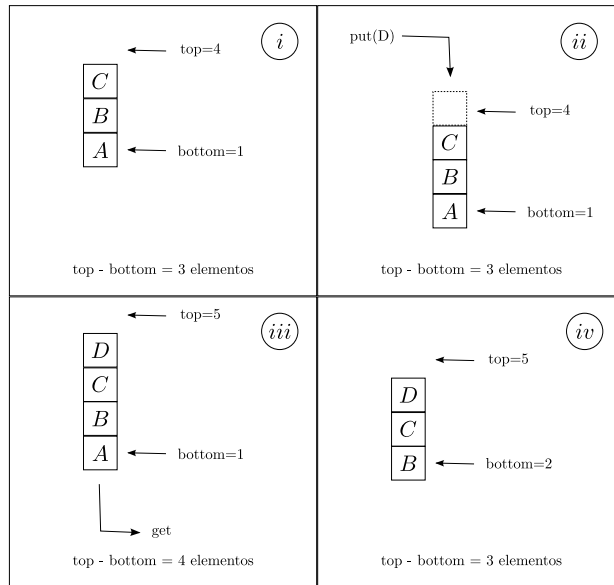 top=4
i
C
B
A
bottom=1
top - bottom = 3 elementos
put(D)
ii
top=4
C
B
A
bottom=1
top - bottom = 3 elementos
top=5
iii
D
C
B
A
bottom=1
get
top - bottom = 4 elementos
iv
top=5
D
C
B
bottom=2
top - bottom = 3 elementos